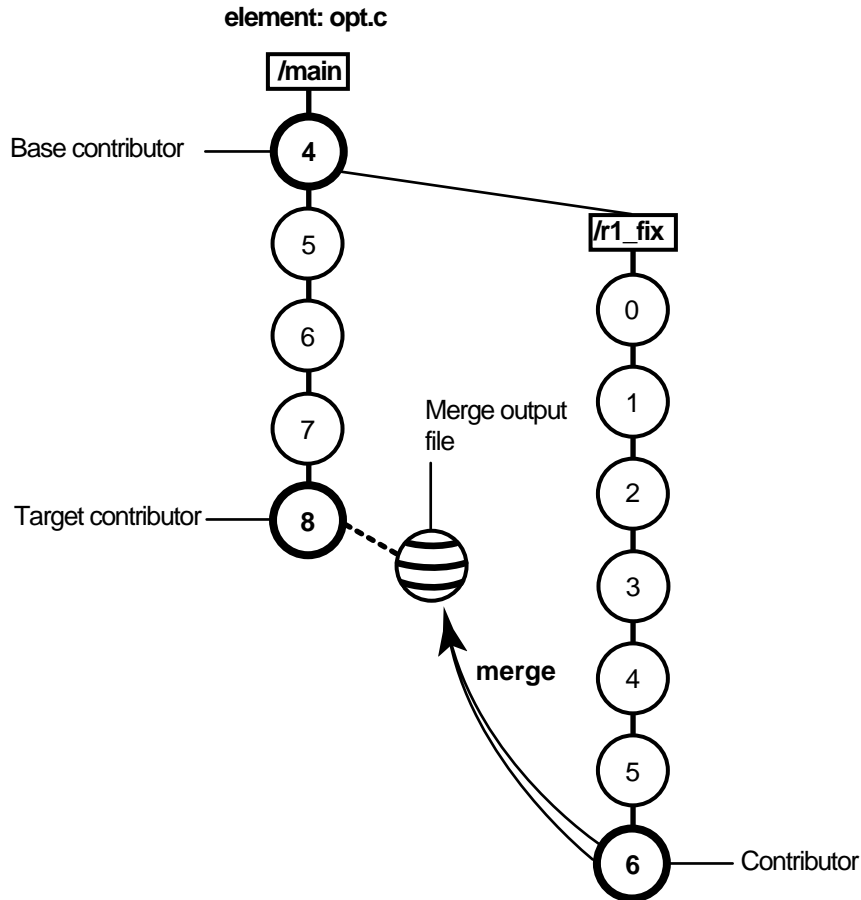 element: opt.c
/main
Base contributor
4
/r1_fix
5
0
6
1
Merge output
file
7
2
Target contributor
8
3
merge
4
5
6
Contributor